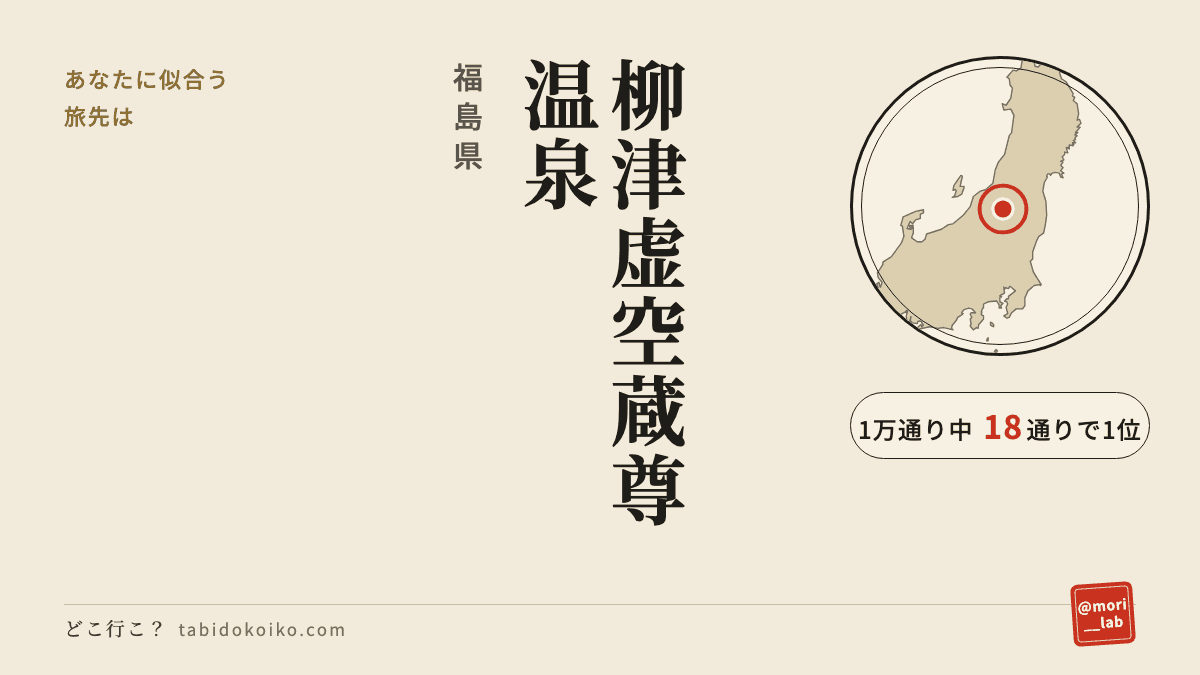 あなたに似合う
旅先は
柳津虚空蔵尊
温泉
福島県
1万通り中 18通りで1位
どこ行こ? tabidokoiko.com
@mori
__lab